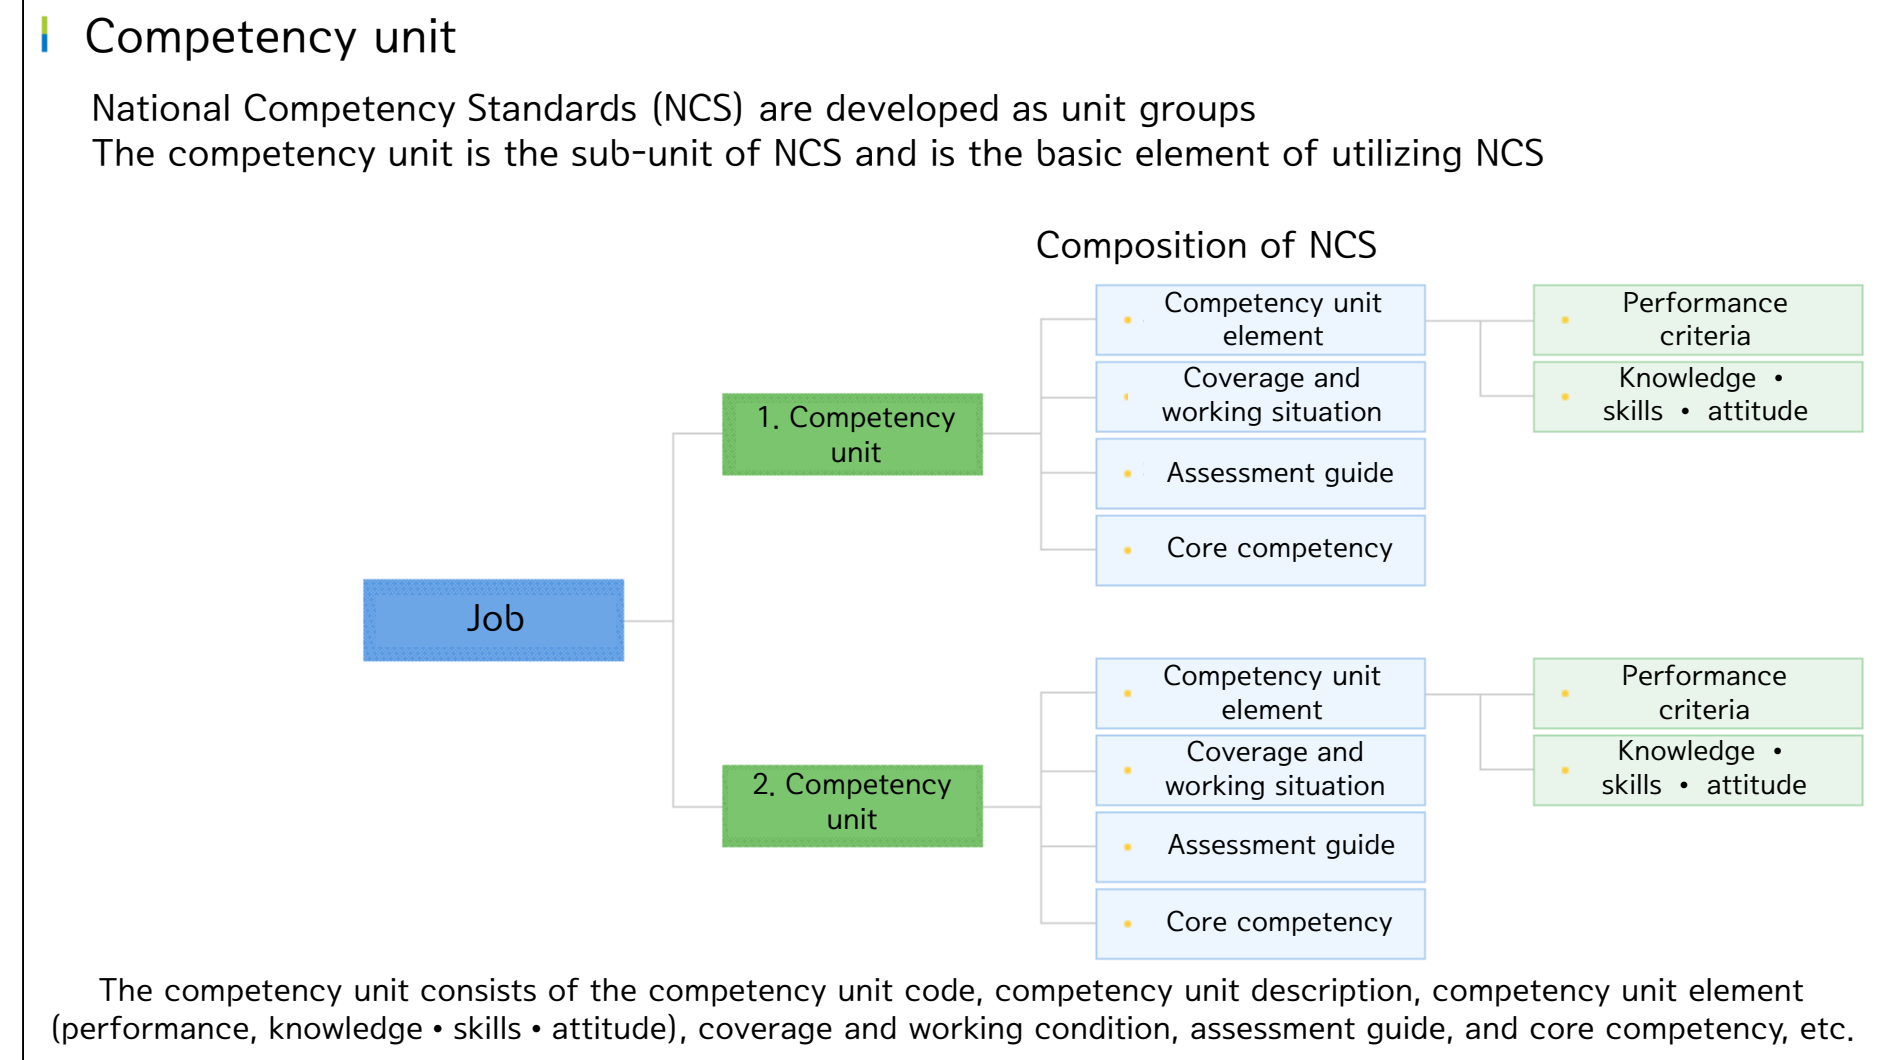 Competency unit
National Competency Standards (NCS) are developed as unit groups
The competency unit is the sub-unit of NCS and is the basic element of utilizing NCS
Composition of NCS
Job
1. Competency
unit
Competency unit
element
Coverage and
working situation
Assessment guide
Core competency
Performance
criteria
Knowledge •
skills • attitude
2. Competency
unit
Competency unit
element
Coverage and
working situation
Assessment guide
Core competency
Performance
criteria
Knowledge •
skills • attitude
The competency unit consists of the competency unit code, competency unit description, competency unit element
(performance, knowledge • skills • attitude), coverage and working condition, assessment guide, and core competency, etc.